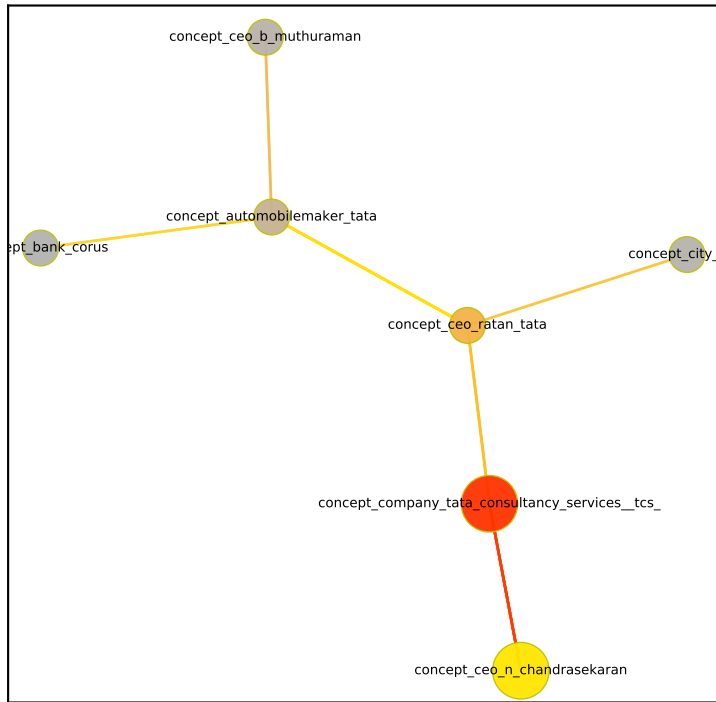 concept_ceo_b_muthuraman
concept_automobilemaker_tata
ept_bank_corus
concept_city_
concept_ceo_ratan_tata
concept_company_tata_consultancy_services__tcs_
concept_ceo_n_chandrasekaran